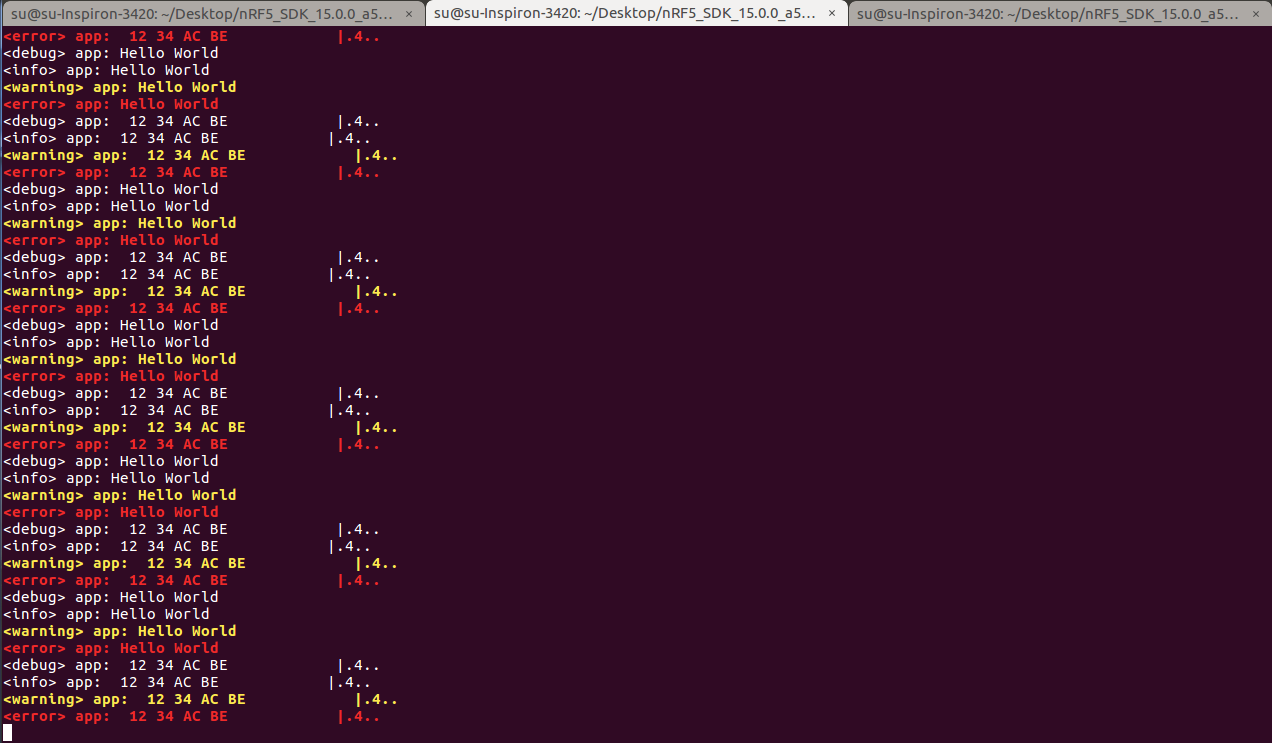 su@su-Inspiron-3420: ~/Desktop/nRF5_SDK_15.0.0_a5... × su@su-Inspiron-3420: ~/Desktop/nRF5_SDK_15.0.0_a5... × su@su-Inspiron-3420: ~/Desktop/nRF5_SDK_15.0.0_a5... ×
<error> app:  12 34 AC BE            |.4..
<debug> app: Hello World
<info> app: Hello World
<warning> app: Hello World
<error> app: Hello World
<debug> app:  12 34 AC BE            |.4..
<info> app:  12 34 AC BE            |.4..
<warning> app:  12 34 AC BE            |.4..
<error> app:  12 34 AC BE            |.4..
<debug> app: Hello World
<info> app: Hello World
<warning> app: Hello World
<error> app: Hello World
<debug> app:  12 34 AC BE            |.4..
<info> app:  12 34 AC BE            |.4..
<warning> app:  12 34 AC BE            |.4..
<error> app:  12 34 AC BE            |.4..
<debug> app: Hello World
<info> app: Hello World
<warning> app: Hello World
<error> app: Hello World
<debug> app:  12 34 AC BE            |.4..
<info> app:  12 34 AC BE            |.4..
<warning> app:  12 34 AC BE            |.4..
<error> app:  12 34 AC BE            |.4..
<debug> app: Hello World
<info> app: Hello World
<warning> app: Hello World
<error> app: Hello World
<debug> app:  12 34 AC BE            |.4..
<info> app:  12 34 AC BE            |.4..
<warning> app:  12 34 AC BE            |.4..
<error> app:  12 34 AC BE            |.4..
<debug> app: Hello World
<info> app: Hello World
<warning> app: Hello World
<error> app: Hello World
<debug> app:  12 34 AC BE            |.4..
<info> app:  12 34 AC BE            |.4..
<warning> app:  12 34 AC BE            |.4..
<error> app:  12 34 AC BE            |.4..